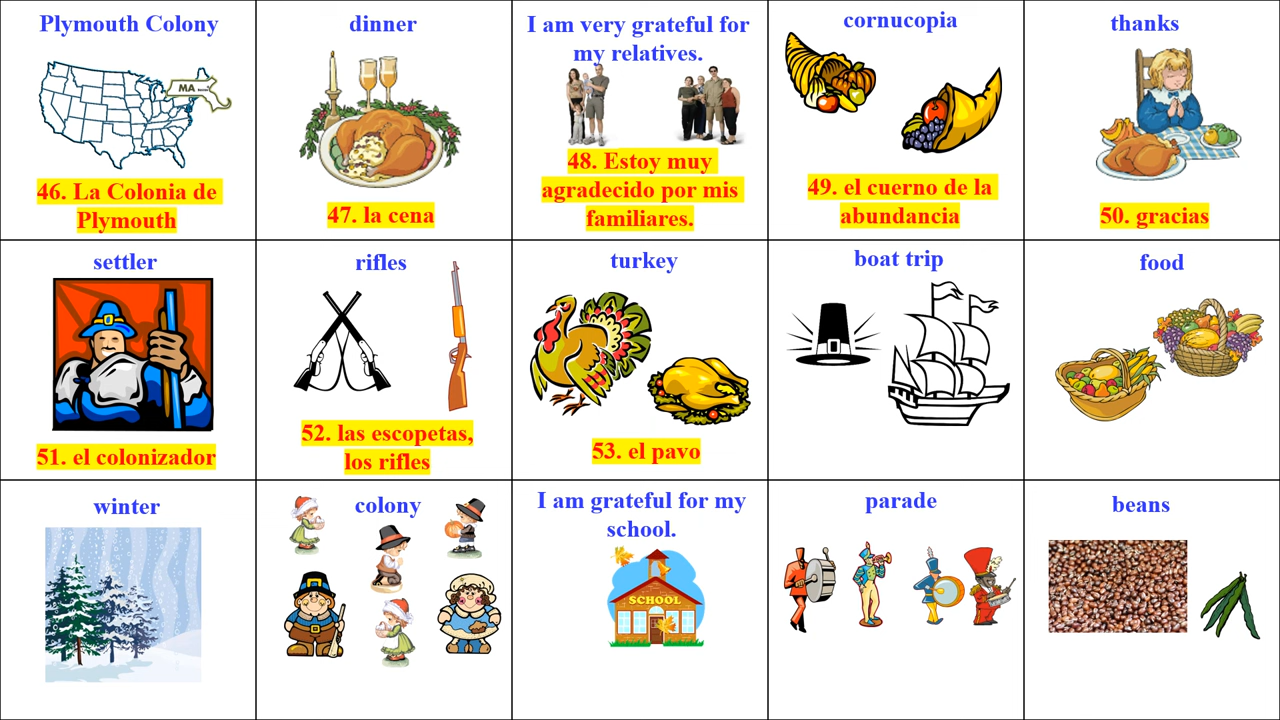 Plymouth Colony
MA
46. La Colonia de
Plymouth
dinner
47. la cena
I am very grateful for
my relatives.
48. Estoy muy
agradecido por mis
familiares.
cornucopia
49. el cuerno de la
abundancia
thanks
50. gracias
settler
51. el colonizador
rifles
52. las escopetas,
los rifles
turkey
53. el pavo
boat trip
food
winter
colony
I am grateful for my
school.
SCHOOL
parade
beans